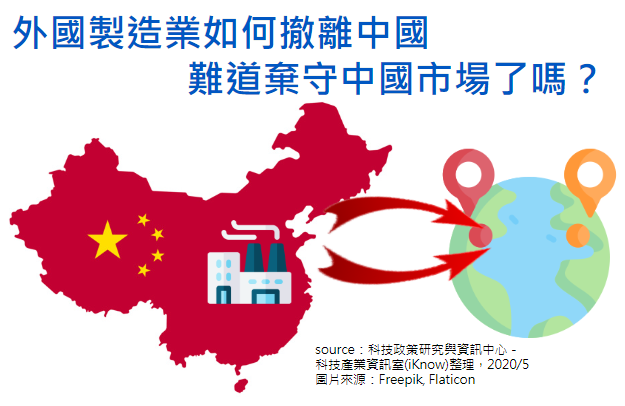 外國製造業如何撤離中國
難道棄守中國市場了嗎？
source：科技政策研究與資訊中心 -
科技產業資訊室(iKnow)整理，2020/5
圖片來源：Freepik, Flaticon